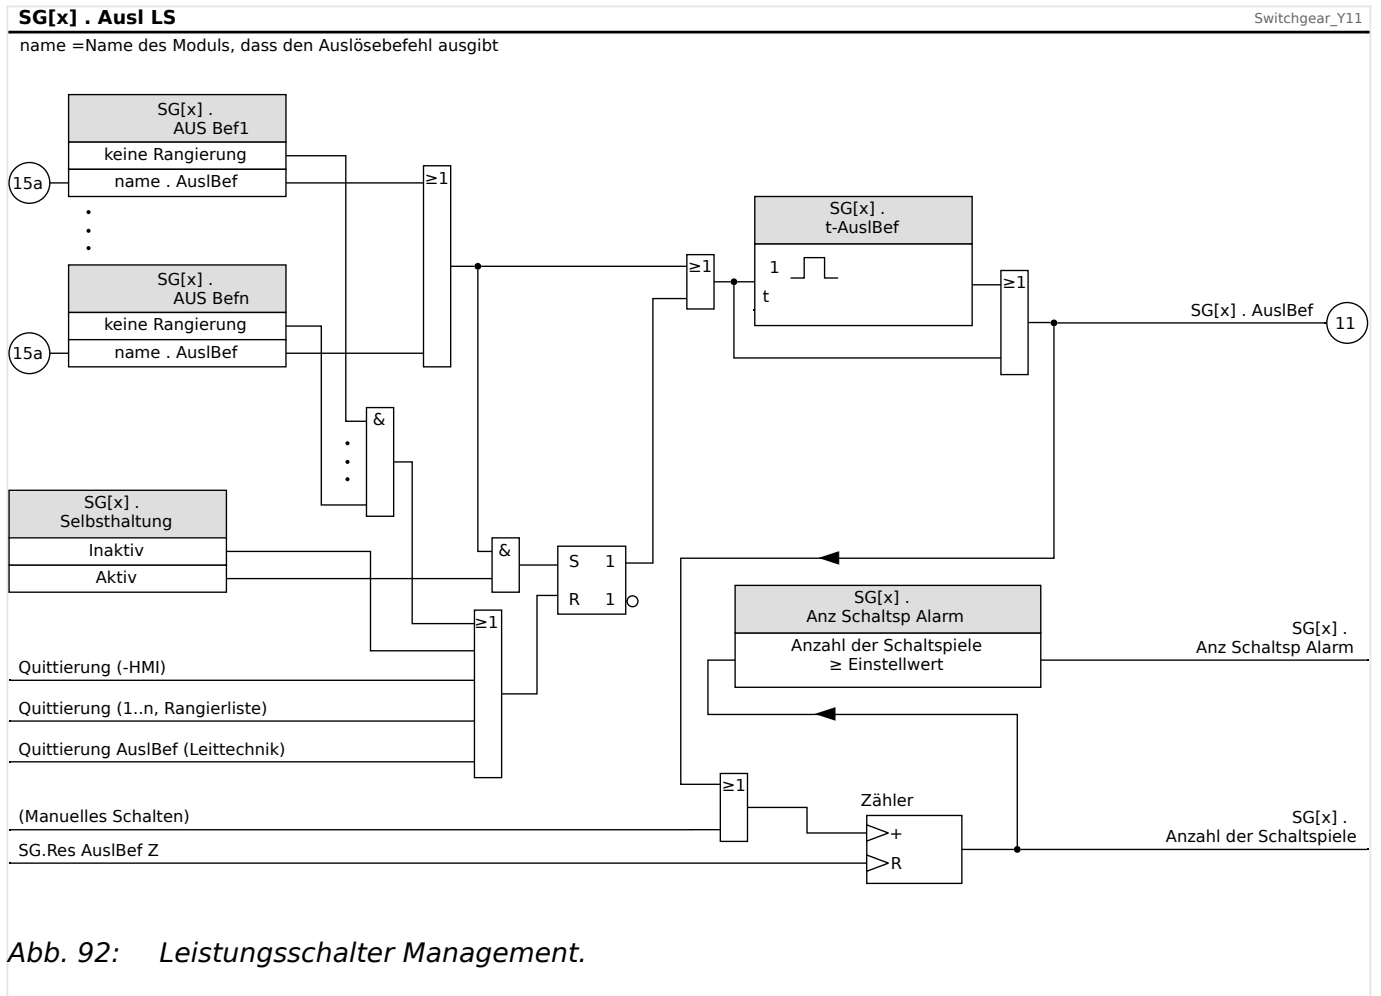 SG[x] . Ausl LS
Switchgear_Y11
name =Name des Moduls, dass den Auslösebefehl ausgibt
SG[x] .
AUS Bef1
keine Rangierung
15a
name . AuslBef
≥1
SG[x] .
t-AuslBef
1
t
≥1
≥1
SG[x] . AuslBef
11
SG[x] .
AUS Befn
keine Rangierung
15a
name . AuslBef
&
SG[x] .
Selbsthaltung
Inaktiv
Aktiv
&
S 1
R 1
≥1
SG[x] .
Anz Schaltsp Alarm
Anzahl der Schaltspiele
≥ Einstellwert
SG[x] .
Anz Schaltsp Alarm
Quittierung (-HMI)
Quittierung (1..n, Rangierliste)
Quittierung AuslBef (Leittechnik)
≥1
(Manuelles Schalten)
SG.Res AuslBef Z
Zähler
+
R
SG[x] .
Anzahl der Schaltspiele
Abb. 92: Leistungsschalter Management.